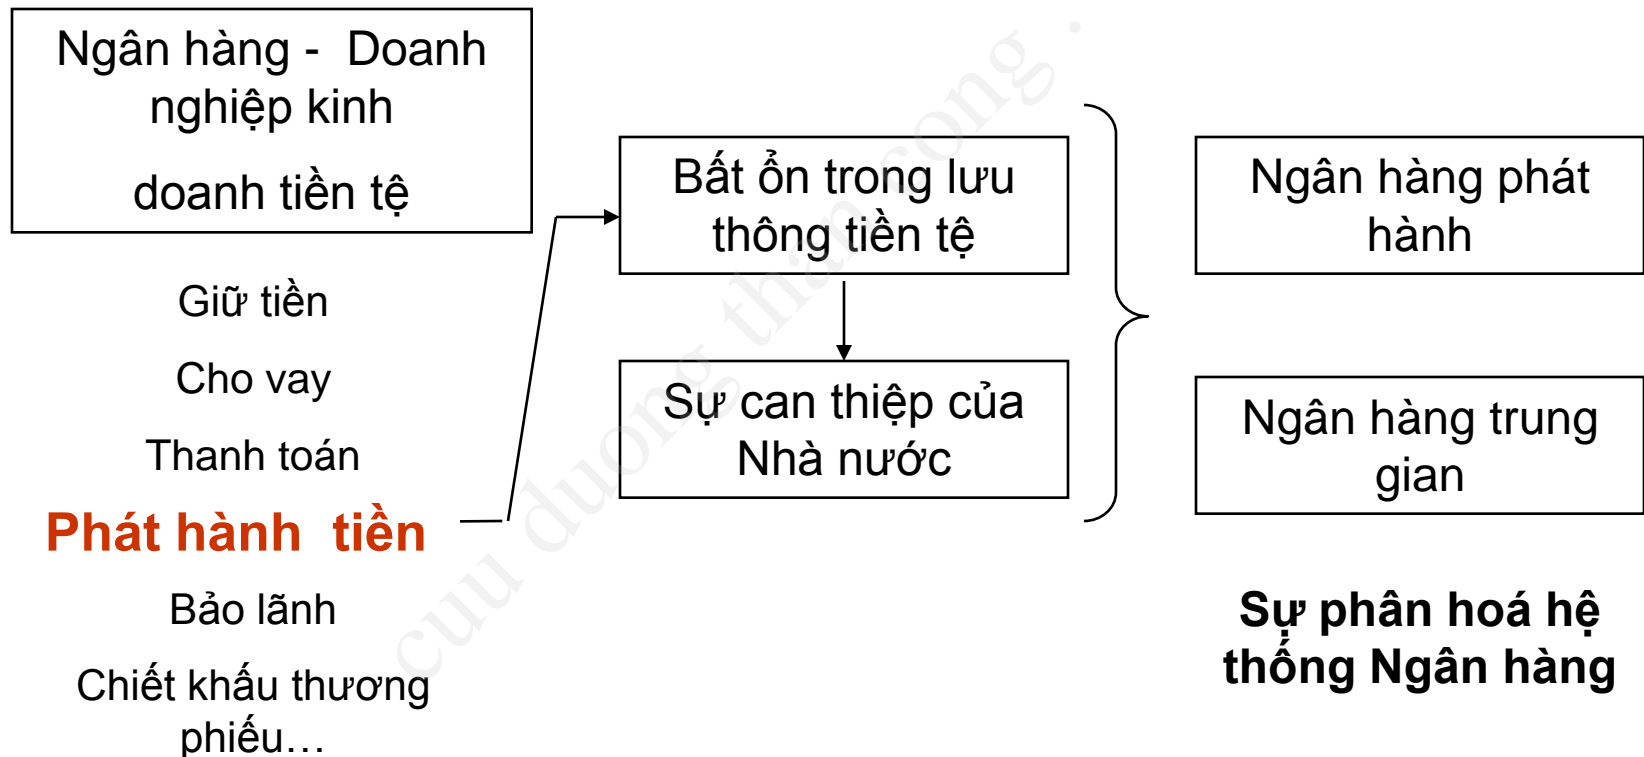 Ngân hàng - Doanh
nghiệp kinh
doanh tiền tệ
Giữ tiền
Cho vay
Thanh toán
Phát hành tiền
Bảo lãnh
Chiết khấu thương
phiếu…
Bất ổn trong lưu
thông tiền tệ
Sự can thiệp của
Nhà nước
Ngân hàng phát
hành
Ngân hàng trung
gian
Sự phân hoá hệ
thống Ngân hàng
cuu duong than cong .